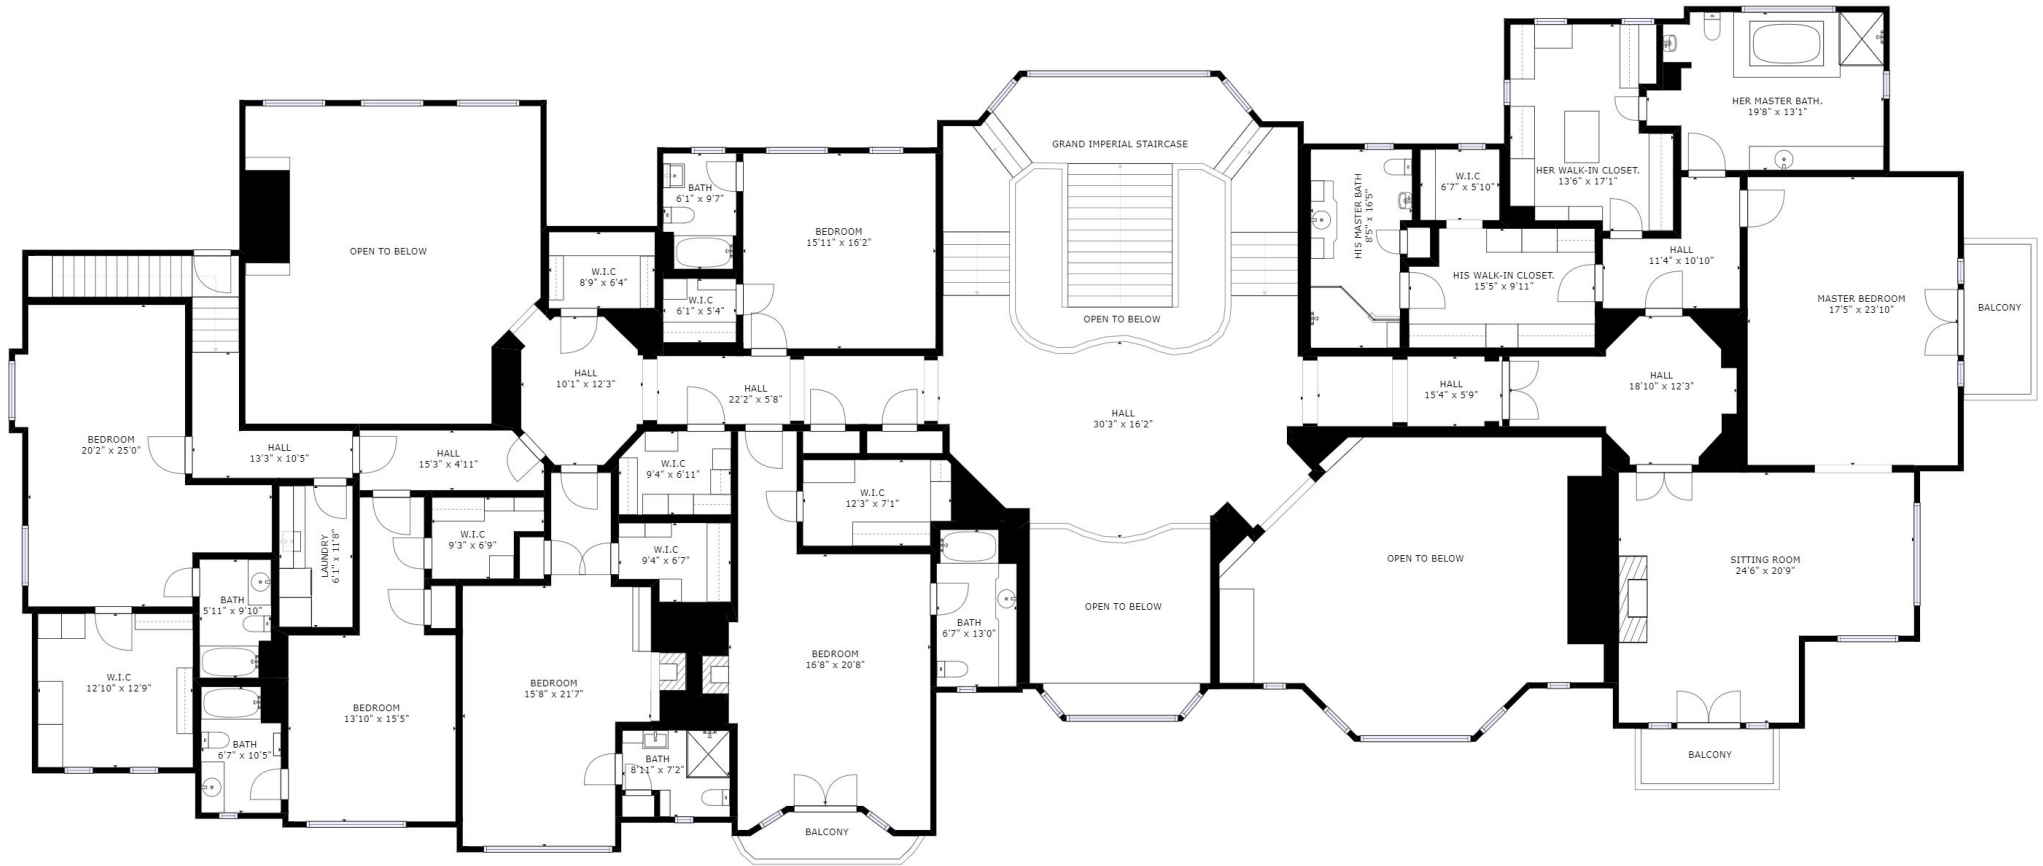 HER MASTER BATH.
19'8" x 13'1"
GRAND IMPERIAL STAIRCASE
HER WALK-IN CLOSET.
13'6" x 17'1"
W.I.C
6'7" x 5'10"
HIS MASTER BATH
8'5" x 16'5"
BATH
6'1" x 9'7"
BEDROOM
15'11" x 16'2"
OPEN TO BELOW
W.I.C
8'9" x 6'4"
W.I.C
6'1" x 5'4"
OPEN TO BELOW
HIS WALK-IN CLOSET.
15'5" x 9'11"
HALL
11'4" x 10'10"
MASTER BEDROOM
17'5" x 23'10"
BALCONY
HALL
10'1" x 12'3"
HALL
22'2" x 5'8"
HALL
30'3" x 16'2"
HALL
15'4" x 5'9"
HALL
18'10" x 12'3"
BEDROOM
20'2" x 25'0"
HALL
13'3" x 10'5"
HALL
15'3" x 4'11"
W.I.C
9'4" x 6'11"
W.I.C
12'3" x 7'1"
LAUNDRY
6'1" x 11'8"
W.I.C
9'3" x 6'9"
W.I.C
9'4" x 6'7"
OPEN TO BELOW
SITTING ROOM
24'6" x 20'9"
BATH
5'11" x 9'10"
OPEN TO BELOW
BATH
6'7" x 13'0"
W.I.C
12'10" x 12'9"
BEDROOM
13'10" x 15'5"
BEDROOM
15'8" x 21'7"
BEDROOM
16'8" x 20'8"
BATH
6'7" x 10'5"
BATH
8'11" x 7'2"
BALCONY
BALCONY